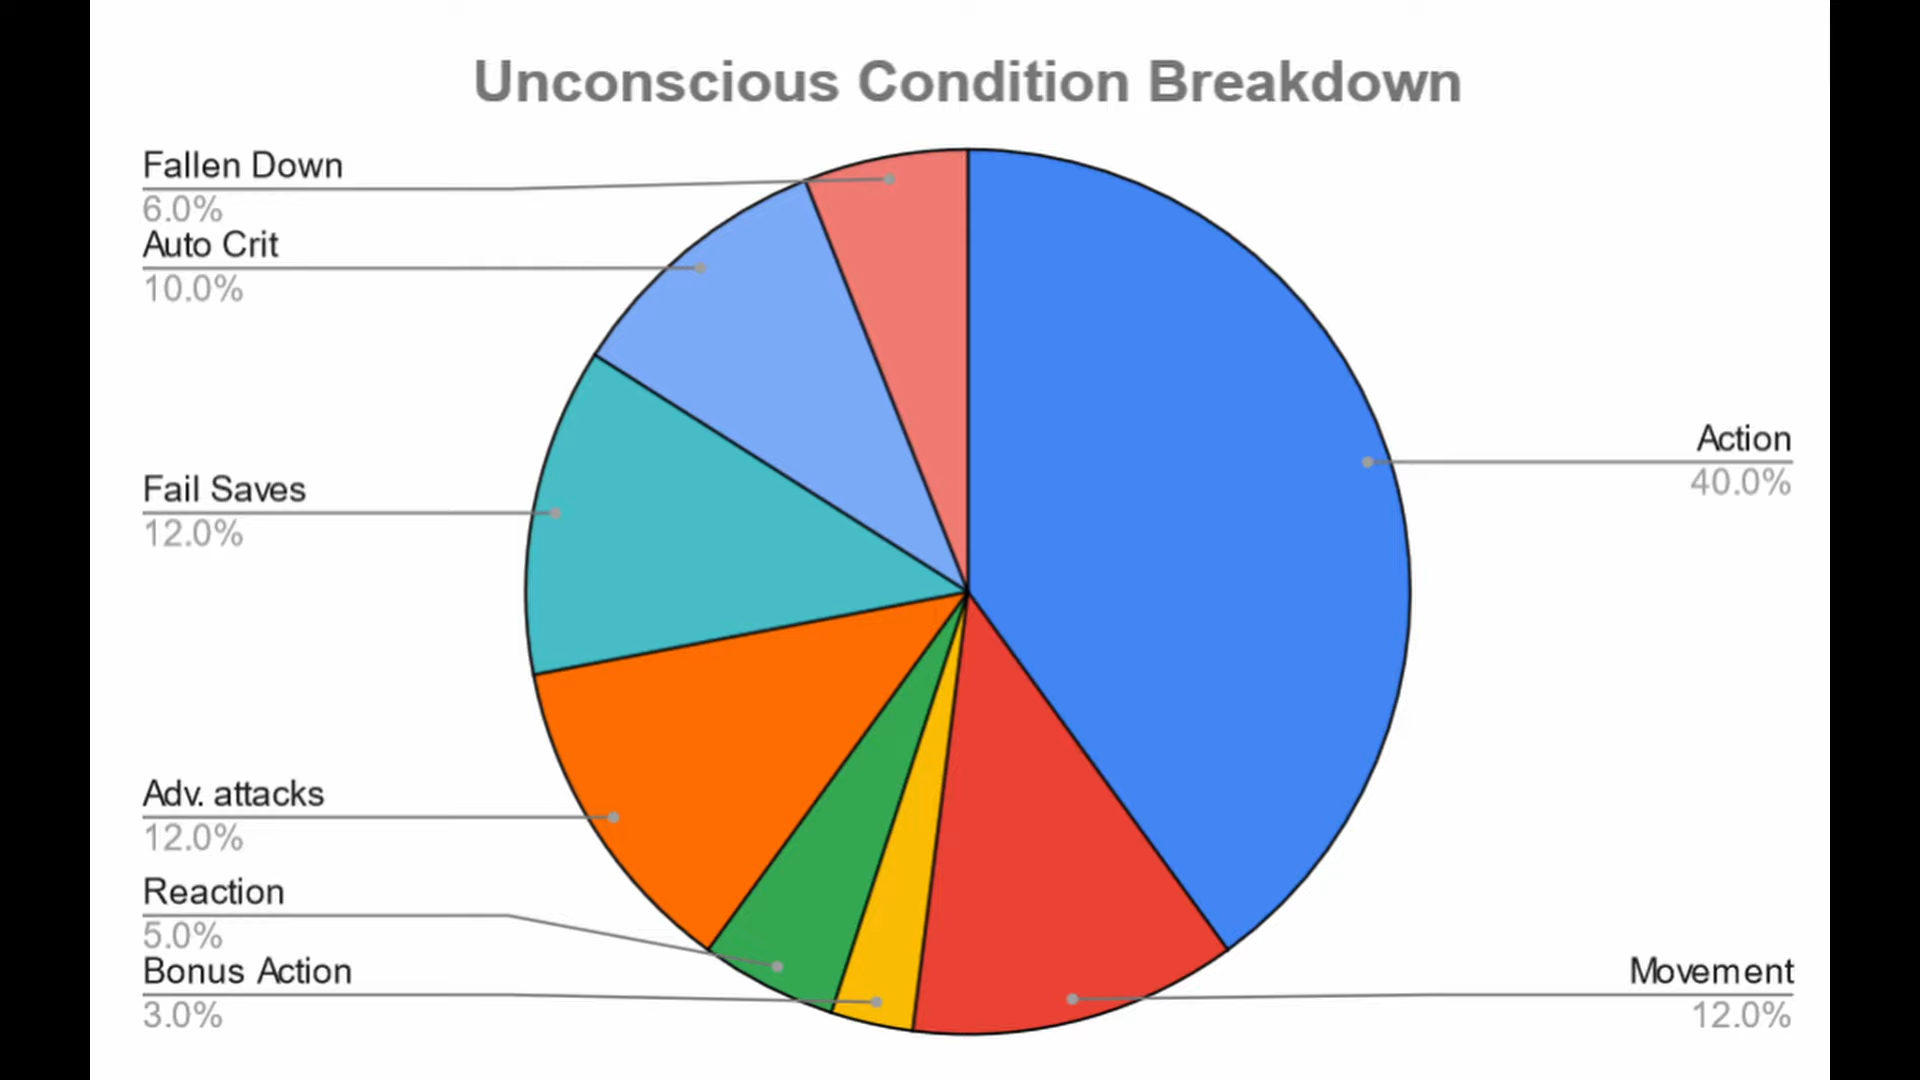 Unconscious Condition Breakdown
Fallen Down
6.0%
Auto Crit
10.0%
Fail Saves
12.0%
Adv. attacks
12.0%
Reaction
5.0%
Bonus Action
3.0%
Action
40.0%
Movement
12.0%